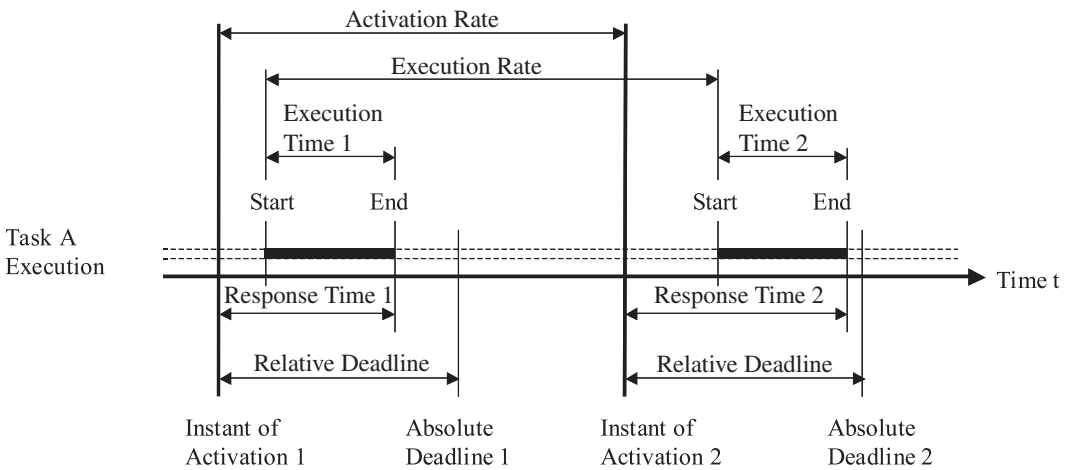 Activation Rate
Execution Rate
Execution
Time 1
Execution
Time 2
Start
End
Start
End
Task A
Execution
Time t
Response Time 1
Response Time 2
Relative Deadline
Relative Deadline
Instant of
Activation 1
Absolute
Deadline 1
Instant of
Activation 2
Absolute
Deadline 2